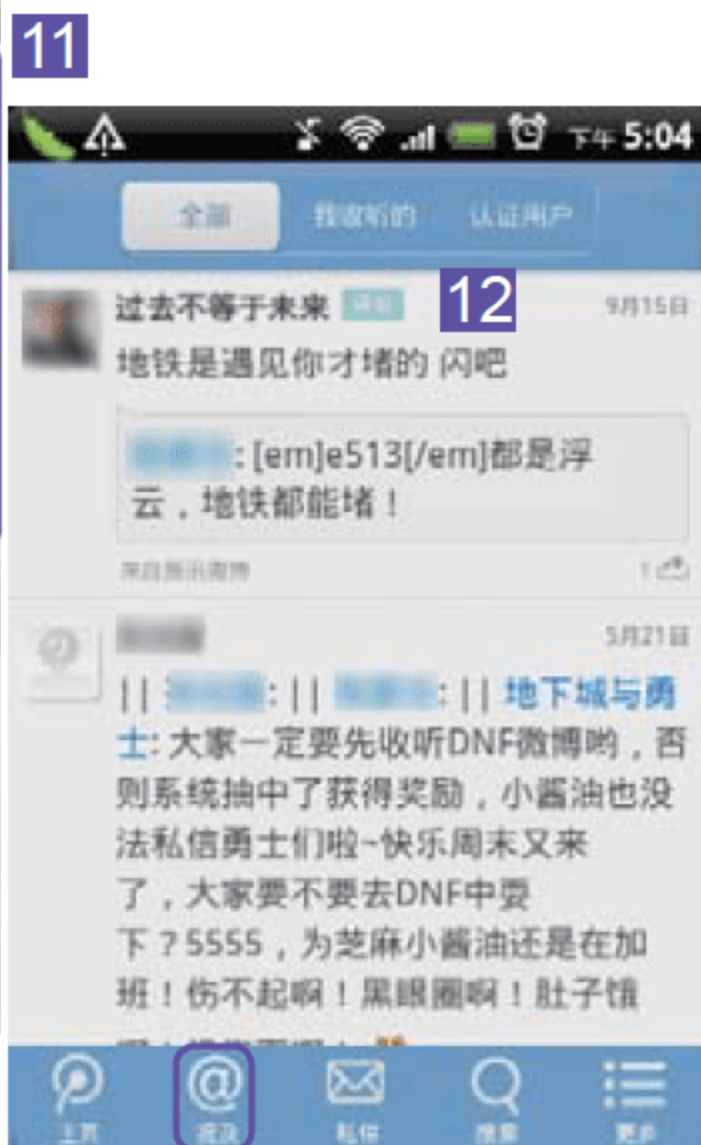 11
下午 5:04
全部 我收听的 认证用户
过去不等于未来 12 9月15日
地铁是遇见你才堵的 闪吧
: [em]e513[/em]都是浮
云，地铁都能堵！
来自腾讯微博 1
5月21日
|| : || : || 地下城与勇
士: 大家一定要先收听DNF微博哟，否
则系统抽中了获得奖励，小酱油也没
法私信勇士们啦~快乐周末又来
了，大家要不要去DNF中耍
下？5555，为芝麻小酱油还是在加
班！伤不起啊！黑眼圈啊！肚子饿
@
主页 提及 私信 搜索 更多